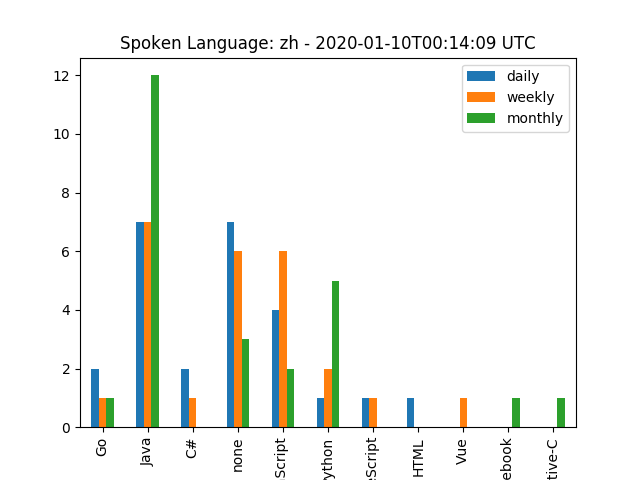 Spoken Language: zh - 2020-01-10T00:14:09 UTC
daily
weekly
monthly
12
10
8
6
4
2
0
Go
Java
C#
none
Script
ython
eScript
HTML
Vue
ebook
tive-C